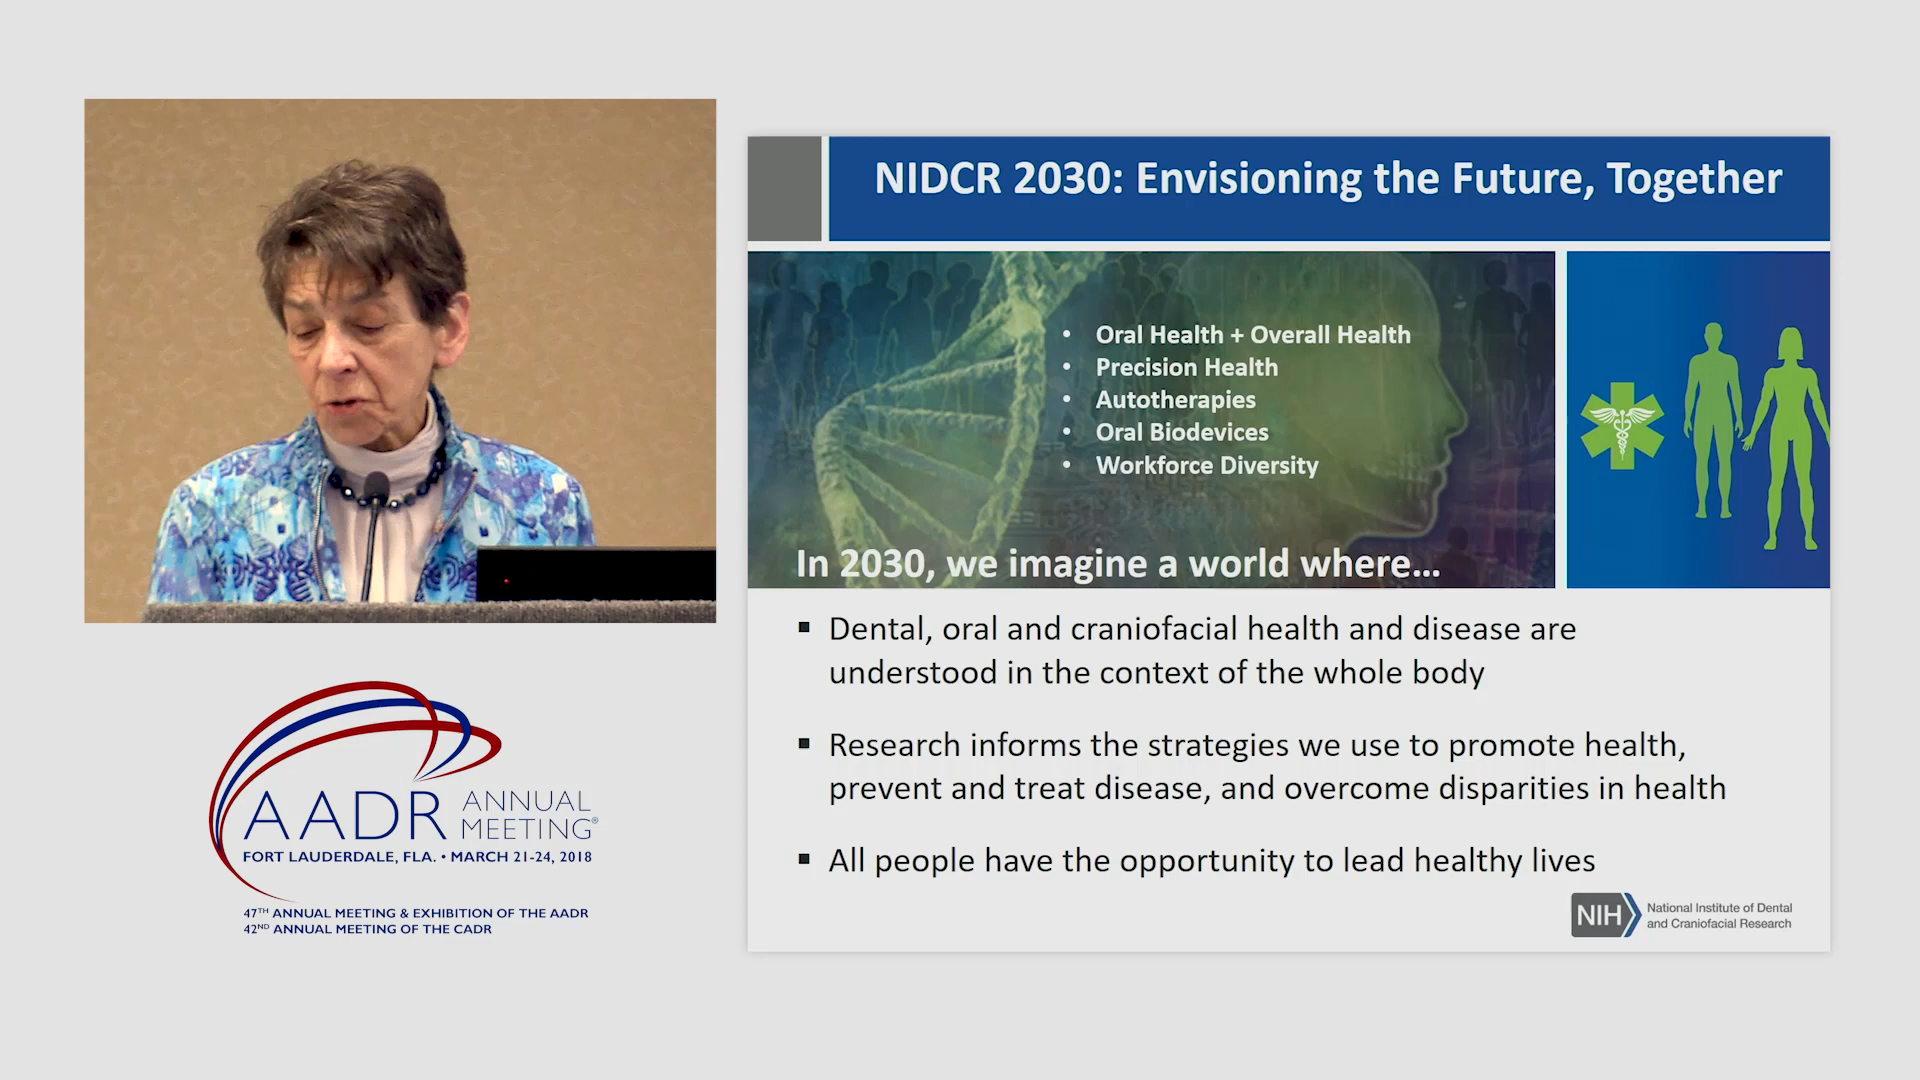 NIDCR 2030: Envisioning the Future, Together
• Oral Health + Overall Health
• Precision Health
• Autotherapies
• Oral Biodevices
• Workforce Diversity
In 2030, we imagine a world where...
▪ Dental, oral and craniofacial health and disease are
understood in the context of the whole body
▪ Research informs the strategies we use to promote health,
prevent and treat disease, and overcome disparities in health
▪ All people have the opportunity to lead healthy lives
NIH
National Institute of Dental
and Craniofacial Research
AADR ANNUAL
MEETING®
FORT LAUDERDALE, FLA. • MARCH 21-24, 2018
47TH ANNUAL MEETING & EXHIBITION OF THE AADR
42ND ANNUAL MEETING OF THE CADR